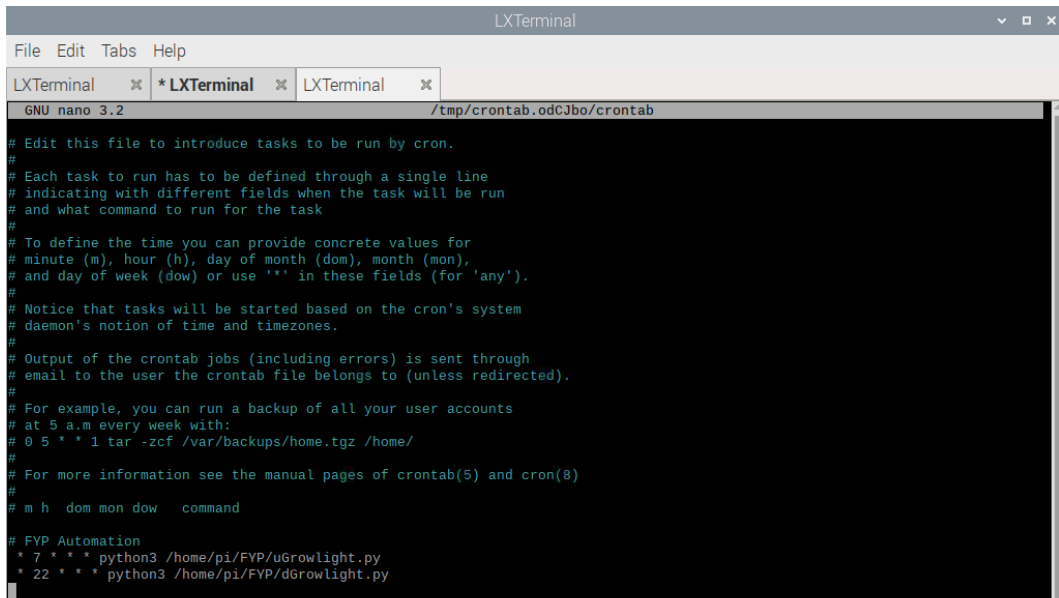 LXTerminal
File Edit Tabs Help
LXTerminal * LXTerminal LXTerminal
GNU nano 3.2 /tmp/crontab.odCJbo/crontab
# Edit this file to introduce tasks to be run by cron.
#
# Each task to run has to be defined through a single line
# indicating with different fields when the task will be run
# and what command to run for the task
#
# To define the time you can provide concrete values for
# minute (m), hour (h), day of month (dom), month (mon),
# and day of week (dow) or use '*' in these fields (for 'any').
#
# Notice that tasks will be started based on the cron's system
# daemon's notion of time and timezones.
#
# Output of the crontab jobs (including errors) is sent through
# email to the user the crontab file belongs to (unless redirected).
#
# For example, you can run a backup of all your user accounts
# at 5 a.m every week with:
# 0 5 * * 1 tar -zcf /var/backups/home.tgz /home/
#
# For more information see the manual pages of crontab(5) and cron(8)
#
# m h  dom mon dow   command
# FYP Automation
* 7 * * * python3 /home/pi/FYP/uGrowlight.py
* 22 * * * python3 /home/pi/FYP/dGrowlight.py